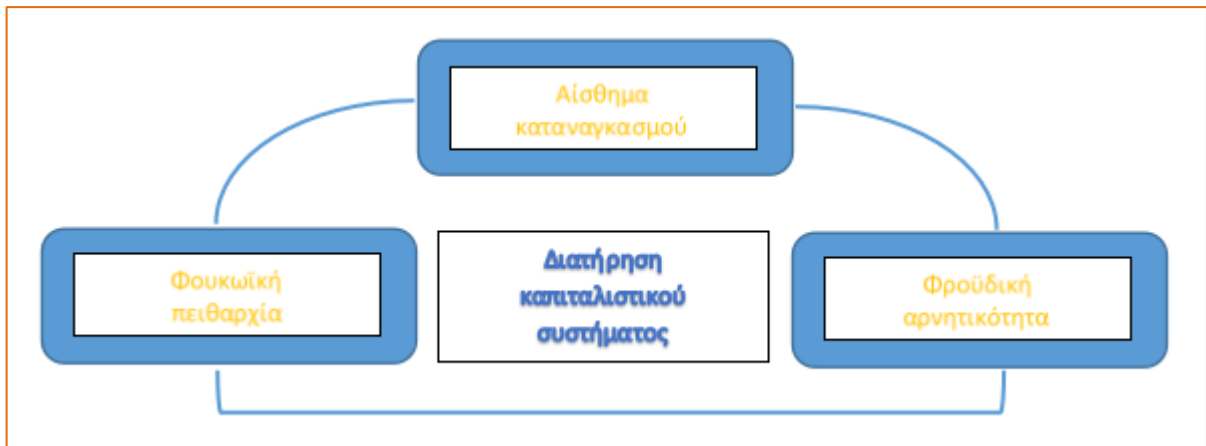 Αίσθημα
καταναγκασμού
Φουκωϊκή
πειθαρχία
Διατήρηση
καπιταλιστικού
συστήματος
Φροϋδική
αρνητικότητα